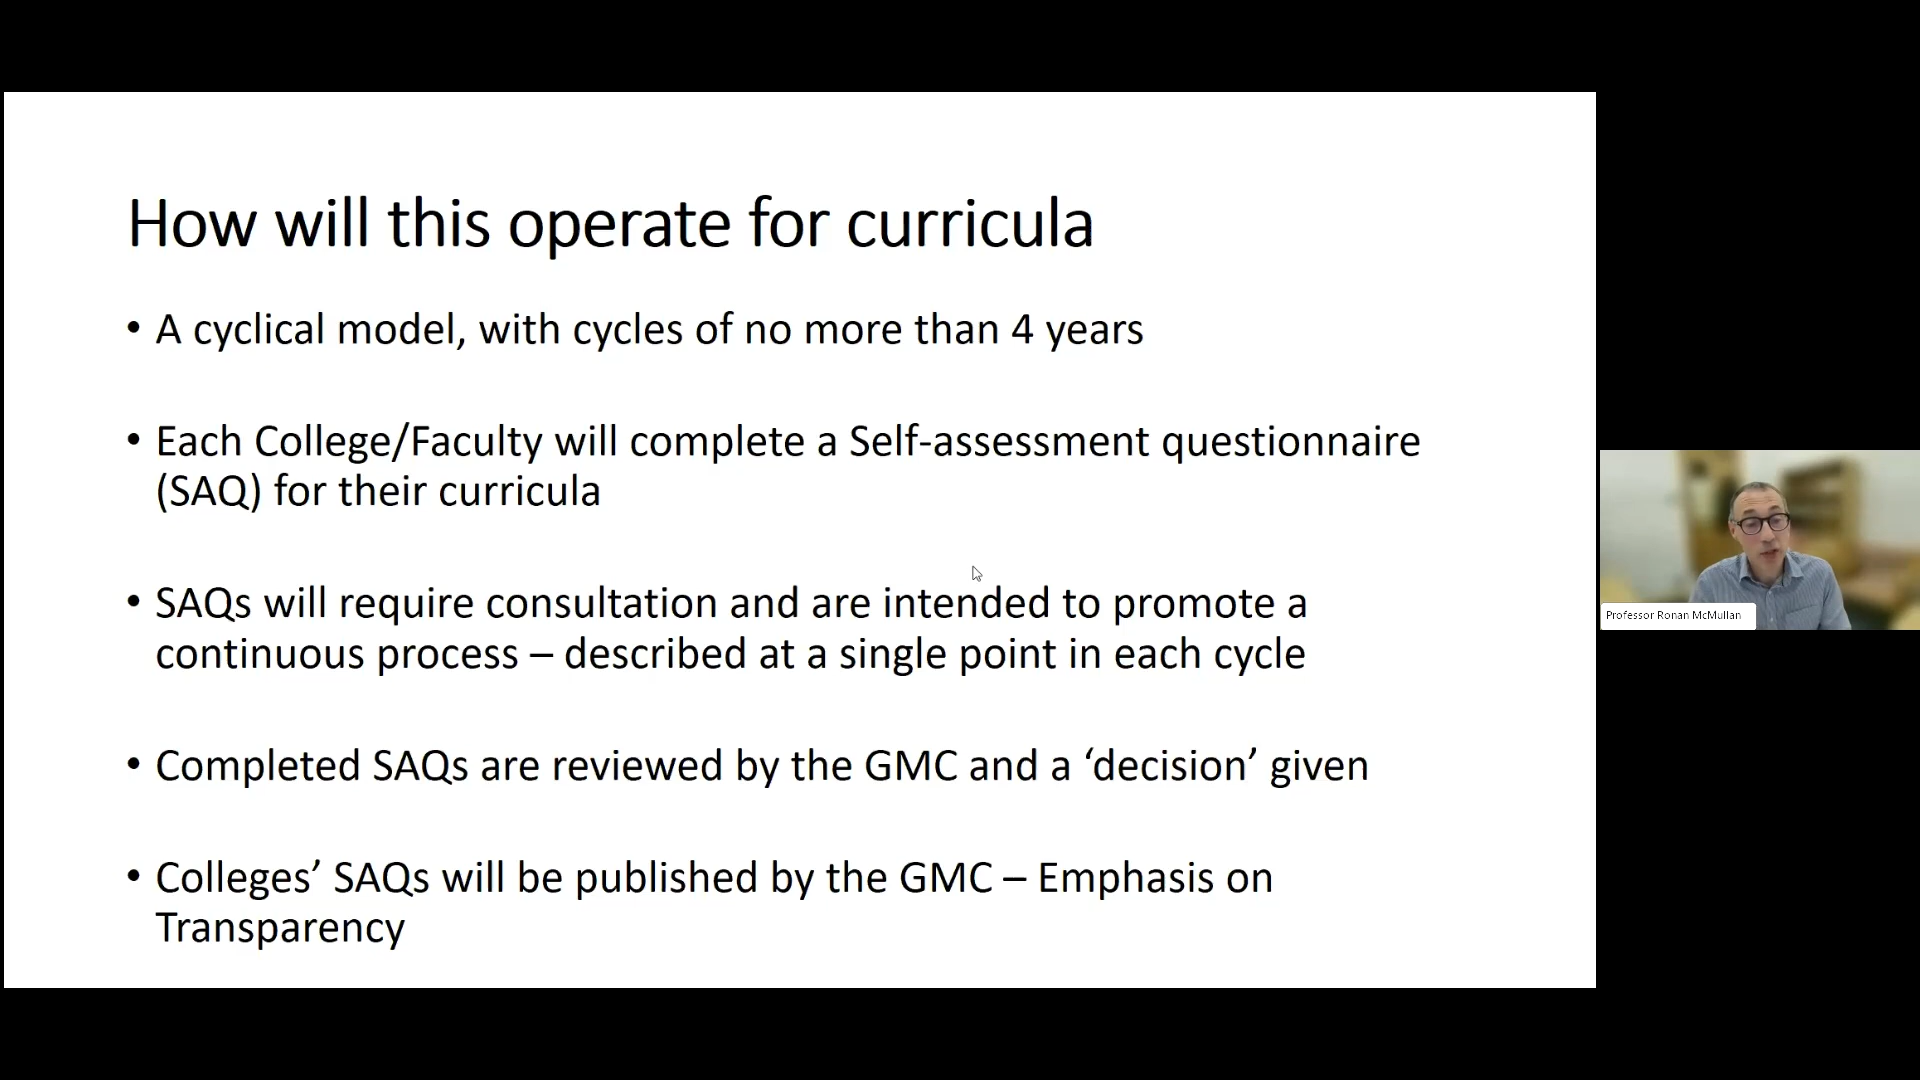 How will this operate for curricula
• A cyclical model, with cycles of no more than 4 years
• Each College/Faculty will complete a Self-assessment questionnaire
(SAQ) for their curricula
• SAQs will require consultation and are intended to promote a
continuous process – described at a single point in each cycle
• Completed SAQs are reviewed by the GMC and a ‘decision’ given
• Colleges’ SAQs will be published by the GMC – Emphasis on
Transparency
Professor Ronan McMullan